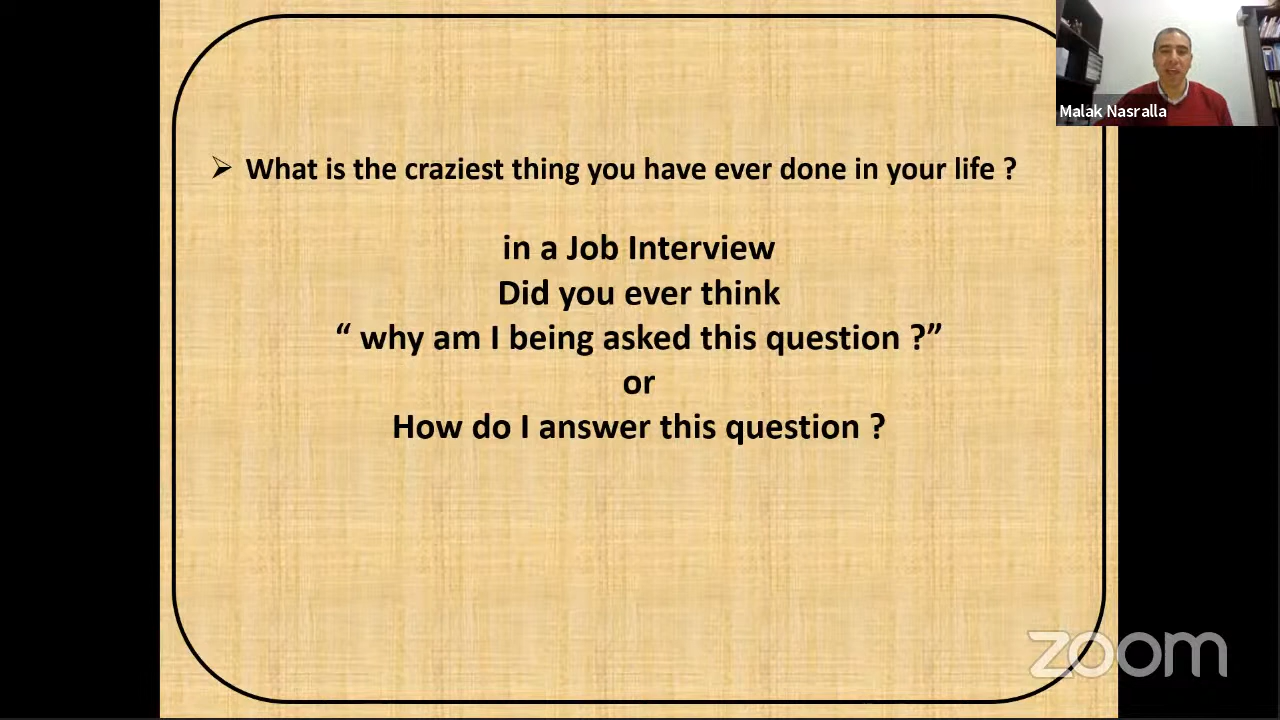 Malak Nasralla
➢ What is the craziest thing you have ever done in your life ?
in a Job Interview
Did you ever think
“ why am I being asked this question ?”
or
How do I answer this question ?
zoom